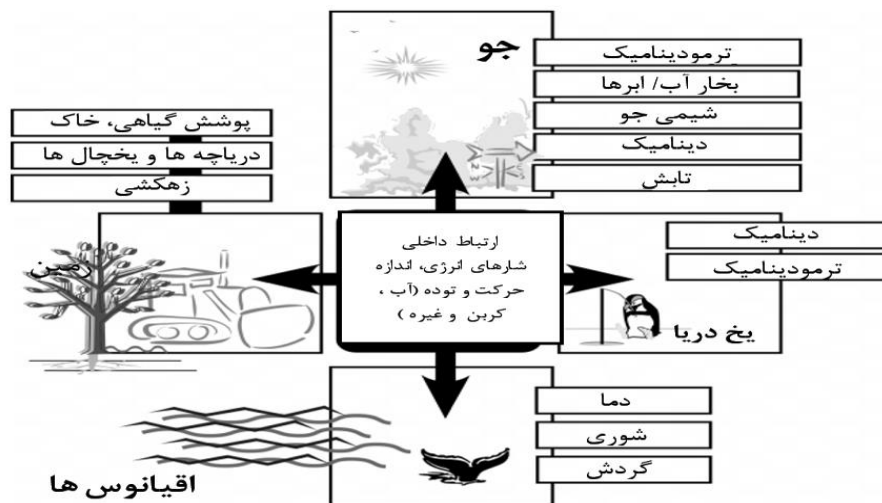 جو
ترمودینامیک
بخار آب/ ابرها
شیمی جو
دینامیک
تابش
پوشش گیاهی، خاک
دریاچه ها و یخچال ها
زهکشی
زمین
ارتباط داخلی
شارهای انرژی، اندازه
حرکت و توده (آب ،
کربن و غیره )
دینامیک
ترمودینامیک
یخ دریا
دما
شوری
گردش
اقیانوس ها